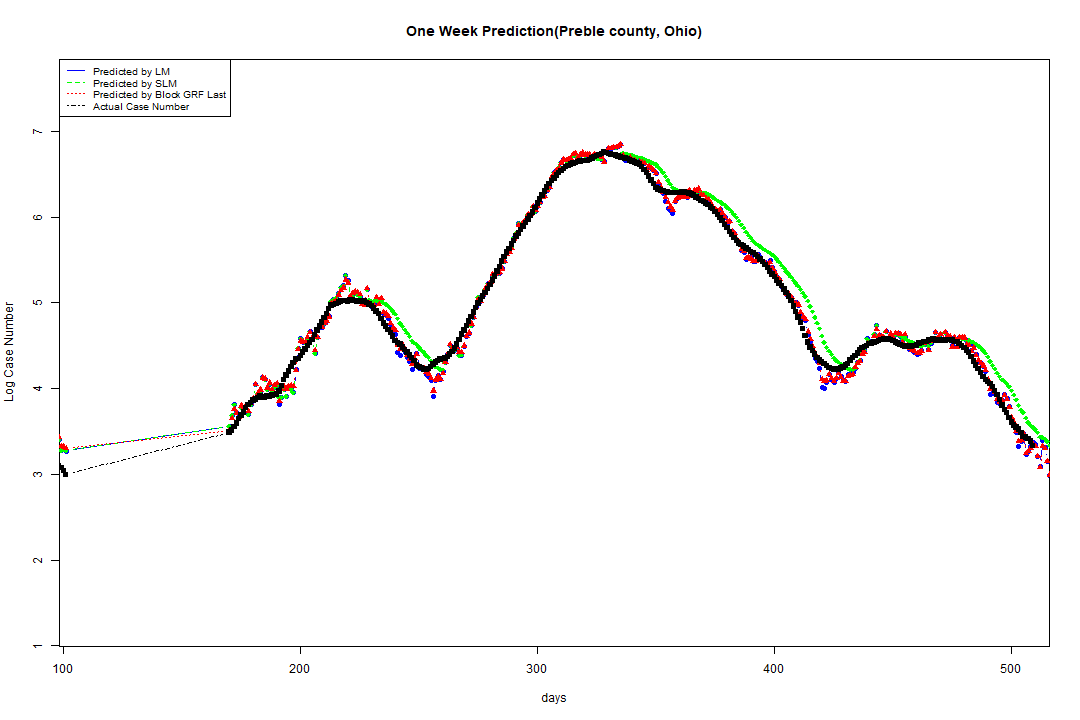 One Week Prediction(Preble county, Ohio)
Predicted by LM
Predicted by SLM
Predicted by Block GRF Last
Actual Case Number
7
6
5
4
3
2
1
Log Case Number
100 200 300 400 500
days